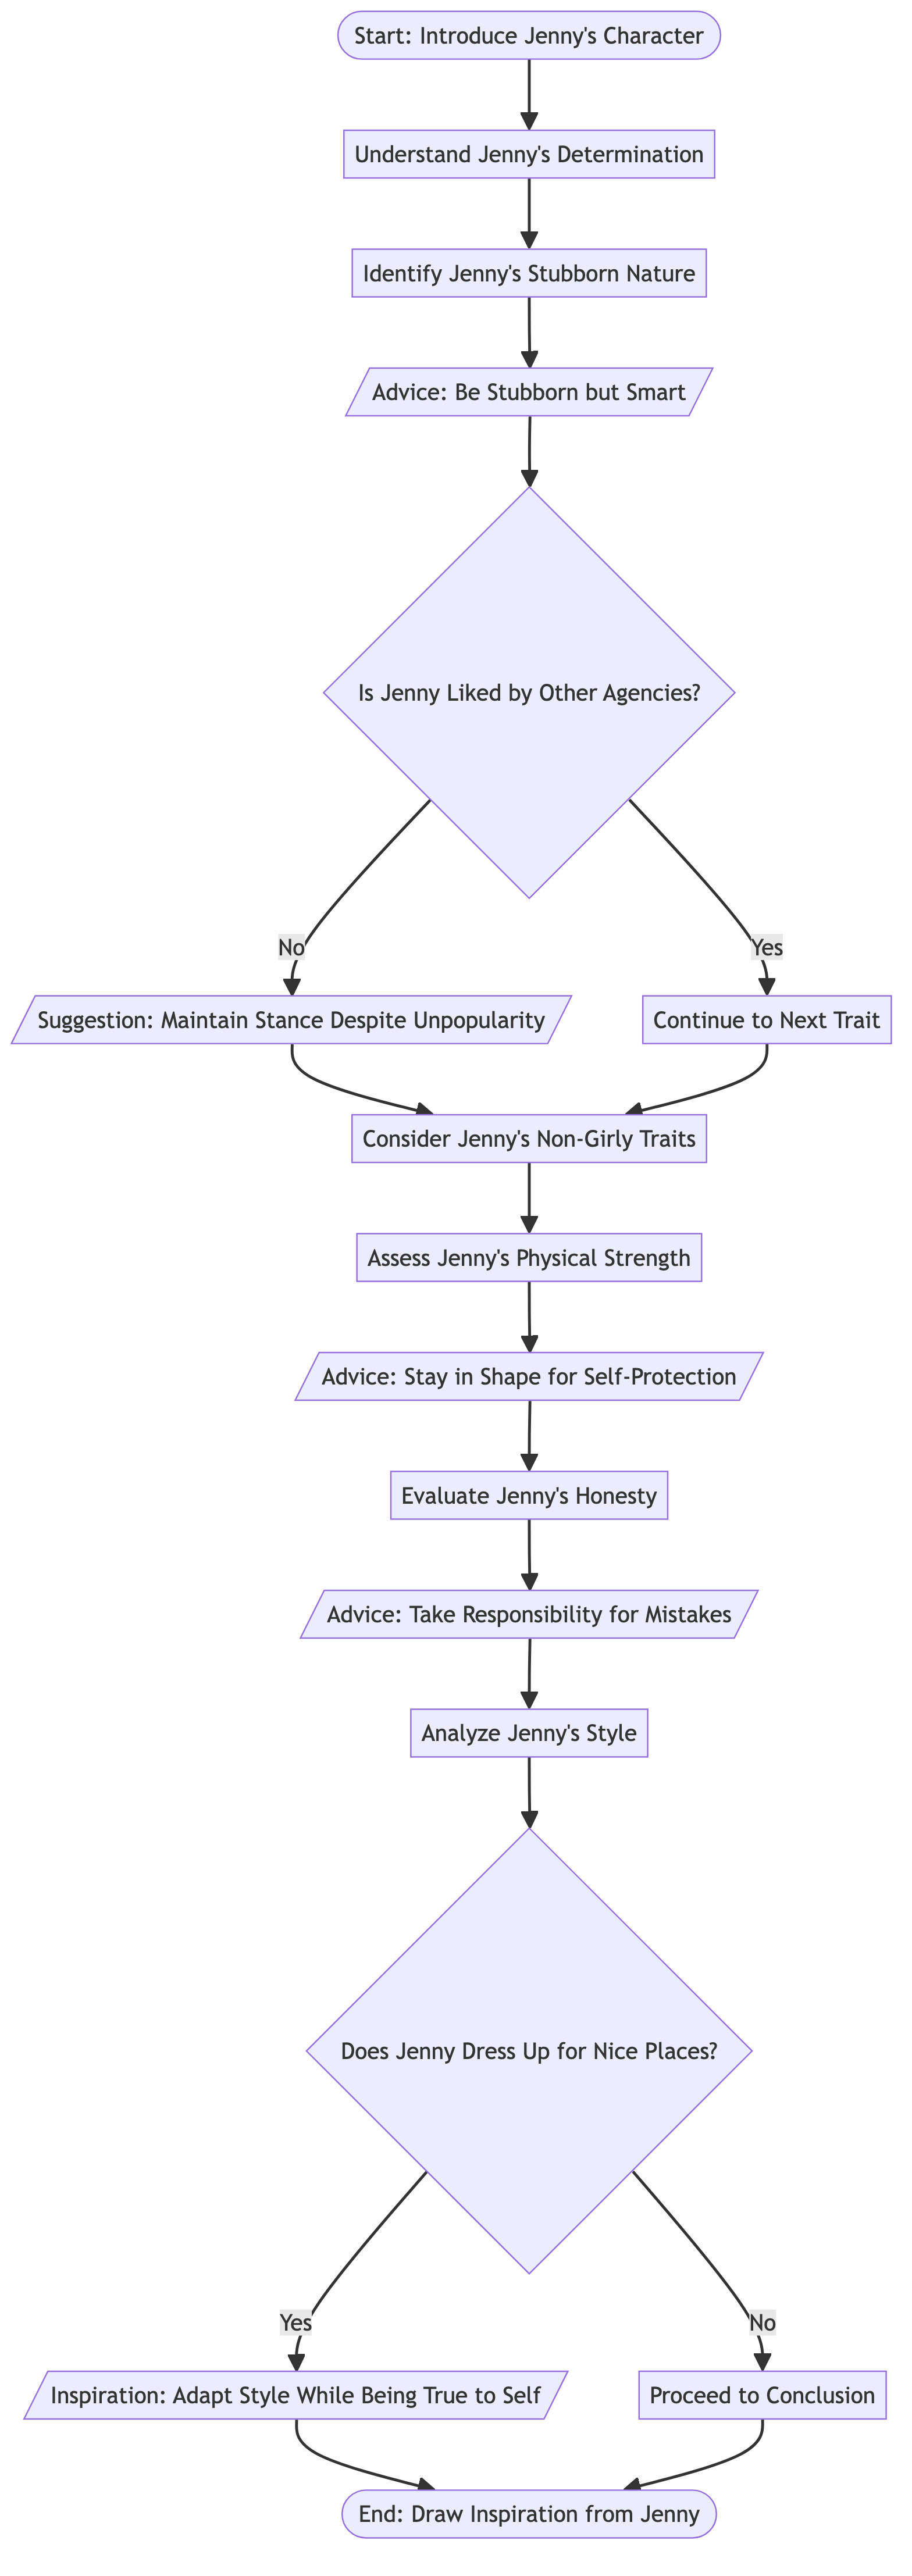 Start: Introduce Jenny's Character
Understand Jenny's Determination
Identify Jenny's Stubborn Nature
Advice: Be Stubborn but Smart
Is Jenny Liked by Other Agencies?
No
Yes
Suggestion: Maintain Stance Despite Unpopularity
Continue to Next Trait
Consider Jenny's Non-Girly Traits
Assess Jenny's Physical Strength
Advice: Stay in Shape for Self-Protection
Evaluate Jenny's Honesty
Advice: Take Responsibility for Mistakes
Analyze Jenny's Style
Does Jenny Dress Up for Nice Places?
Yes
No
Inspiration: Adapt Style While Being True to Self
Proceed to Conclusion
End: Draw Inspiration from Jenny